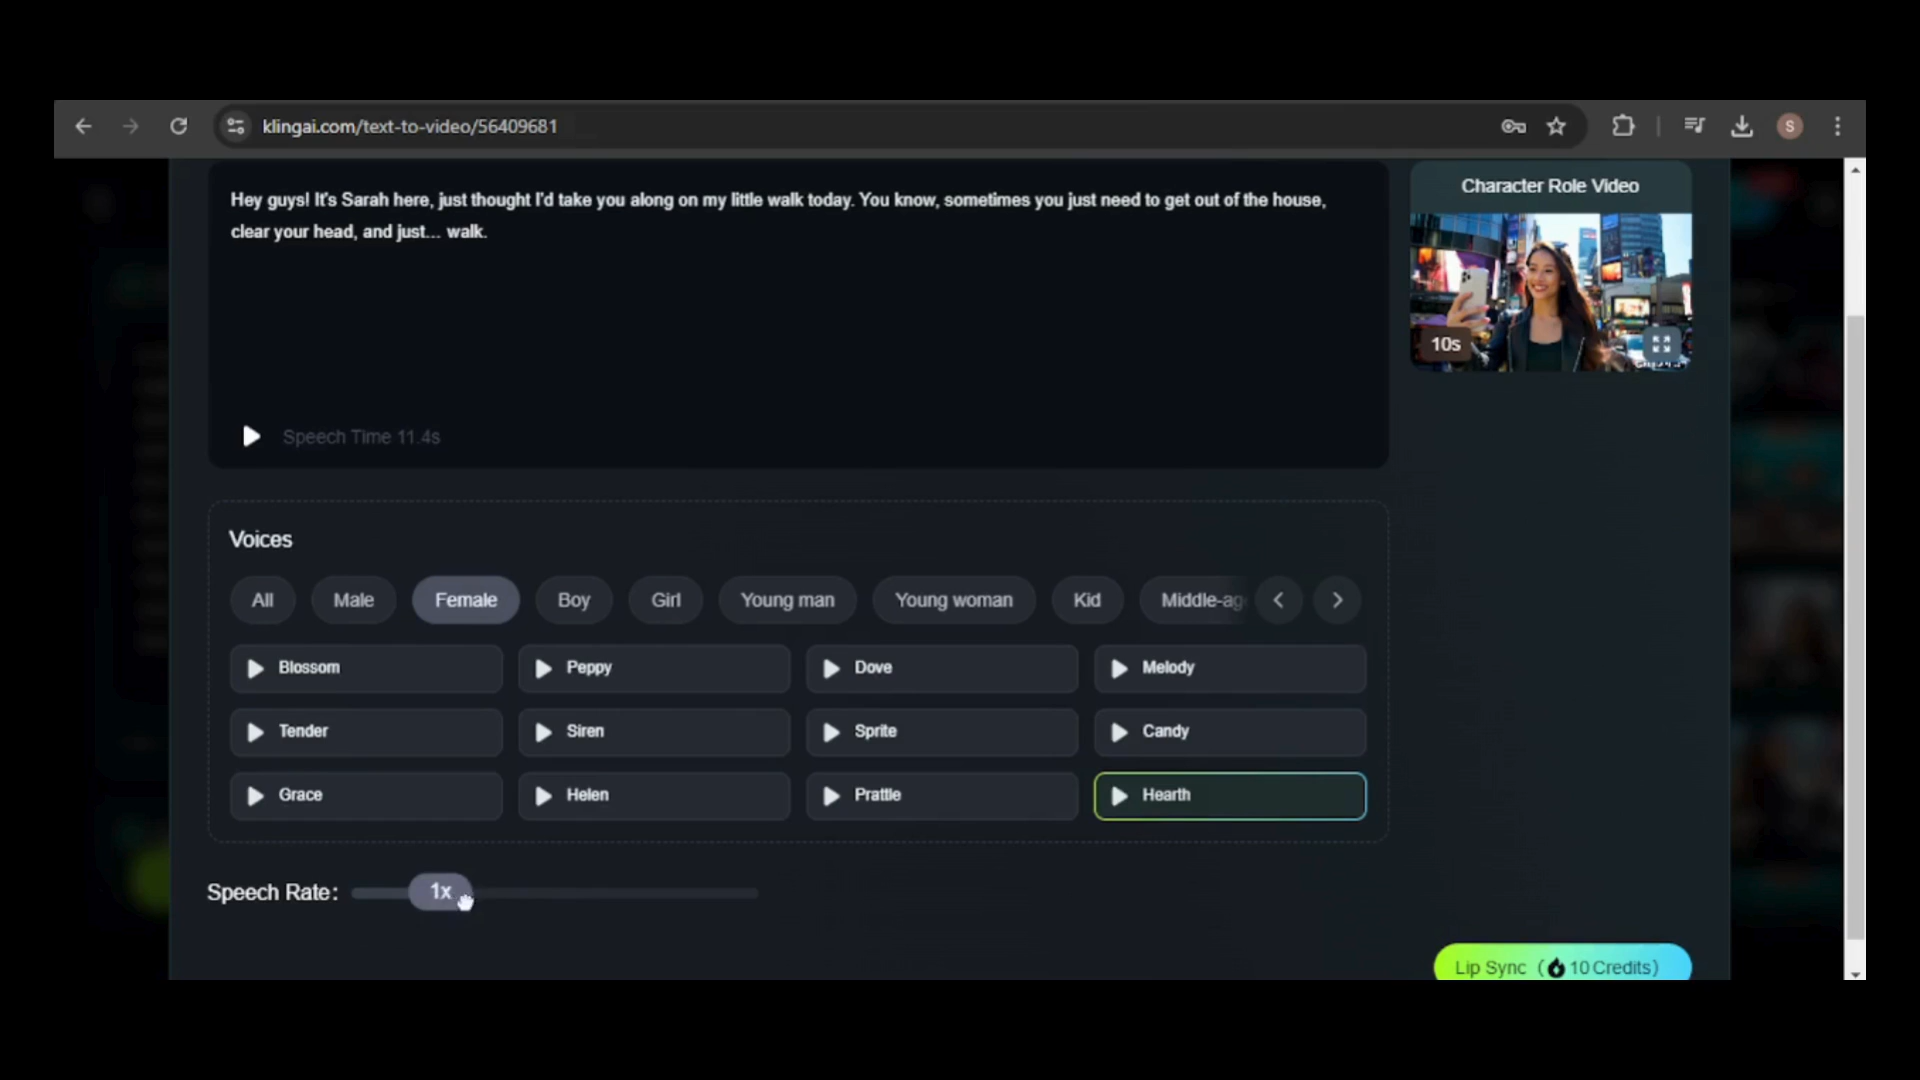 klingai.com/text-to-video/56409681
S
Hey guys! It's Sarah here, just thought I'd take you along on my little walk today. You know, sometimes you just need to get out of the house,
clear your head, and just... walk.
Speech Time 11.4s
Character Role Video
10s
Voices
All Male Female Boy Girl Young man Young woman Kid Middle-ag
Blossom Peppy Dove Melody
Tender Siren Sprite Candy
Grace Helen Prattle Hearth
Speech Rate: 1x
Lip Sync ( 10 Credits)